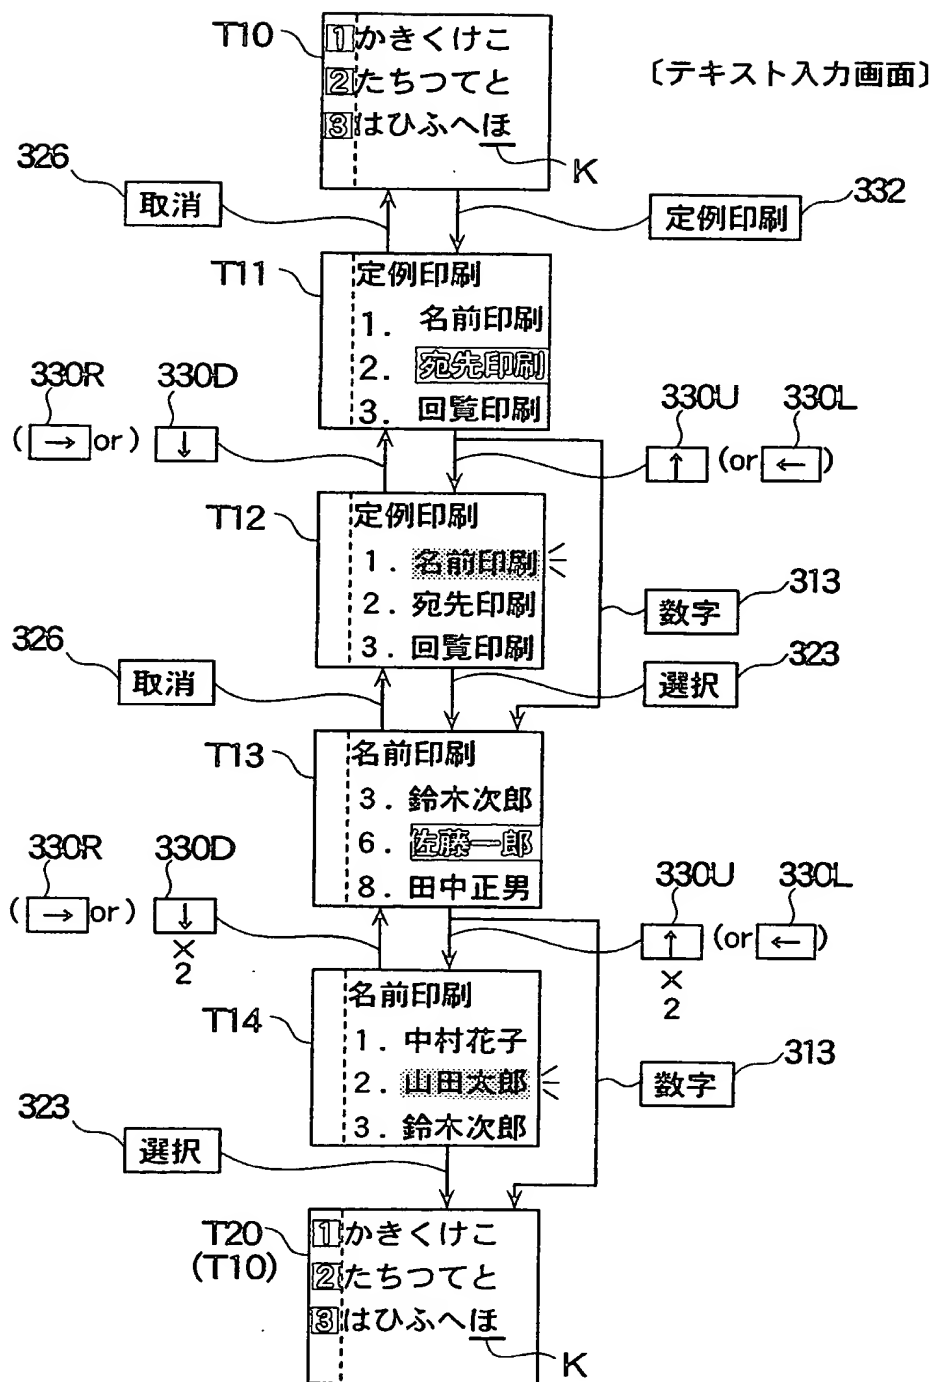 T10
1かきくけこ
2たちつてと
3はひふへほ
〔テキスト入力画面〕
K
326
取消
332
定例印刷
T11
定例印刷
1. 名前印刷
2. 宛先印刷
3. 回覧印刷
330R
330D
(→or) ↓
330U
330L
↑ (or←)
T12
定例印刷
1. 名前印刷
2. 宛先印刷
3. 回覧印刷
313
数字
326
取消
323
選択
T13
名前印刷
3. 鈴木次郎
6. 佐藤一郎
8. 田中正男
330R
330D
(→or) ↓
×
2
330U
330L
↑ (or←)
×
2
T14
名前印刷
1. 中村花子
2. 山田太郎
3. 鈴木次郎
313
数字
323
選択
T20
(T10)
1かきくけこ
2たちつてと
3はひふへほ
K